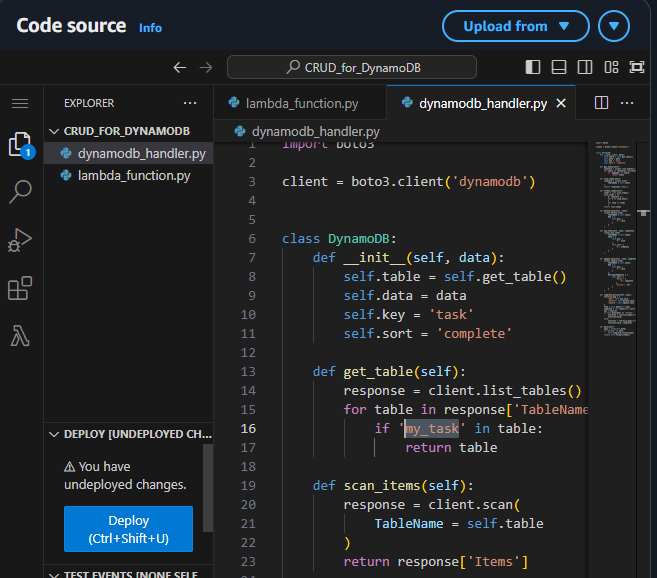 Code source Info
Upload from
CRUD_for_DynamoDB
EXPLORER
CRUD_FOR_DYNAMODB
dynamodb_handler.py
lambda_function.py
1
DEPLOY [UNDEPLOYED CH...
You have
undeployed changes.
Deploy
(Ctrl+Shift+U)
TEST EVENTS [NONE SELE
lambda_function.py
dynamodb_handler.py
dynamodb_handler.py
1 import boto3
2
3 client = boto3.client('dynamodb')
4
5
6 class DynamoDB:
7 def __init__(self, data):
8 self.table = self.get_table()
9 self.data = data
10 self.key = 'task'
11 self.sort = 'complete'
12
13 def get_table(self):
14 response = client.list_tables()
15 for table in response['TableName
16 if 'my_task' in table:
17 return table
18
19 def scan_items(self):
20 response = client.scan(
21 TableName = self.table
22 )
23 return response['Items']